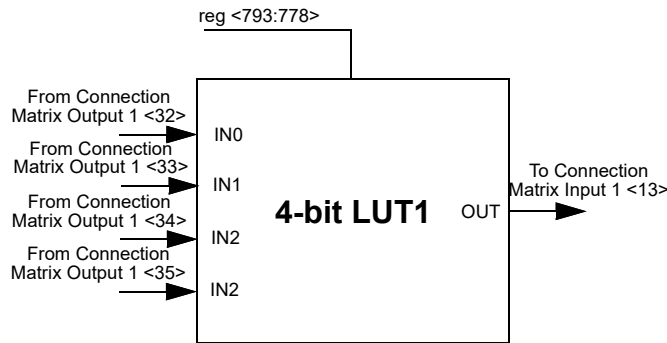 reg <793:778>
From Connection
Matrix Output 1 <32>
IN0
From Connection
Matrix Output 1 <33>
IN1
From Connection
Matrix Output 1 <34>
IN2
From Connection
Matrix Output 1 <35>
IN2
4-bit LUT1
OUT
To Connection
Matrix Input 1 <13>